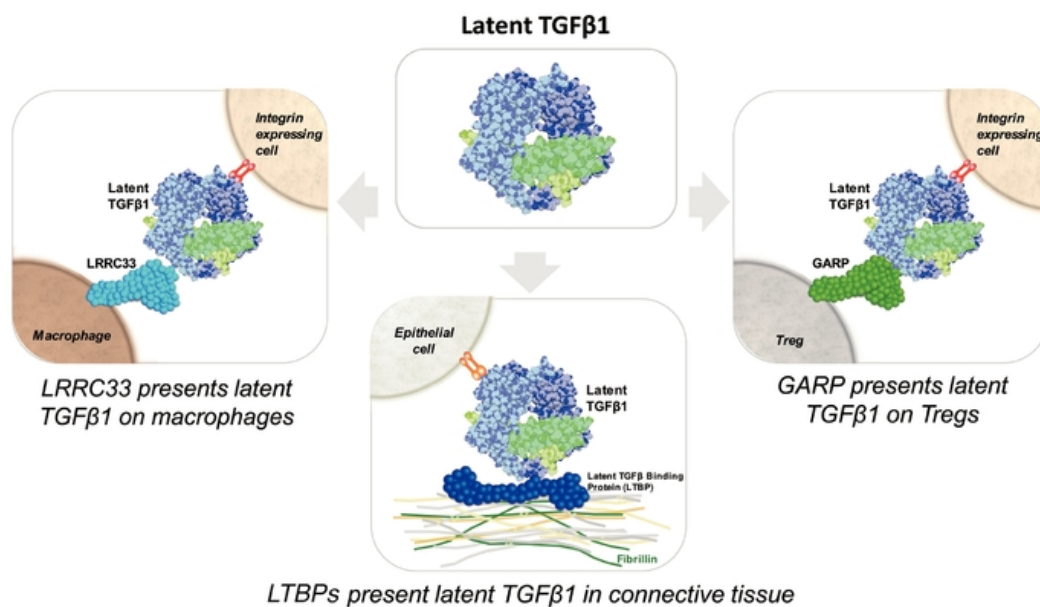 Latent TGFβ1
Integrin
expressing
cell
Latent
TGFβ1
LRRC33
Macrophage
LRRC33 presents latent
TGFβ1 on macrophages
Epithelial
cell
Latent
TGFβ1
Latent TGFβ Binding
Protein (LTBP)
Fibrillin
LTBPs present latent TGFβ1 in connective tissue
Integrin
expressing
cell
Latent
TGFβ1
GARP
Treg
GARP presents latent
TGFβ1 on Tregs